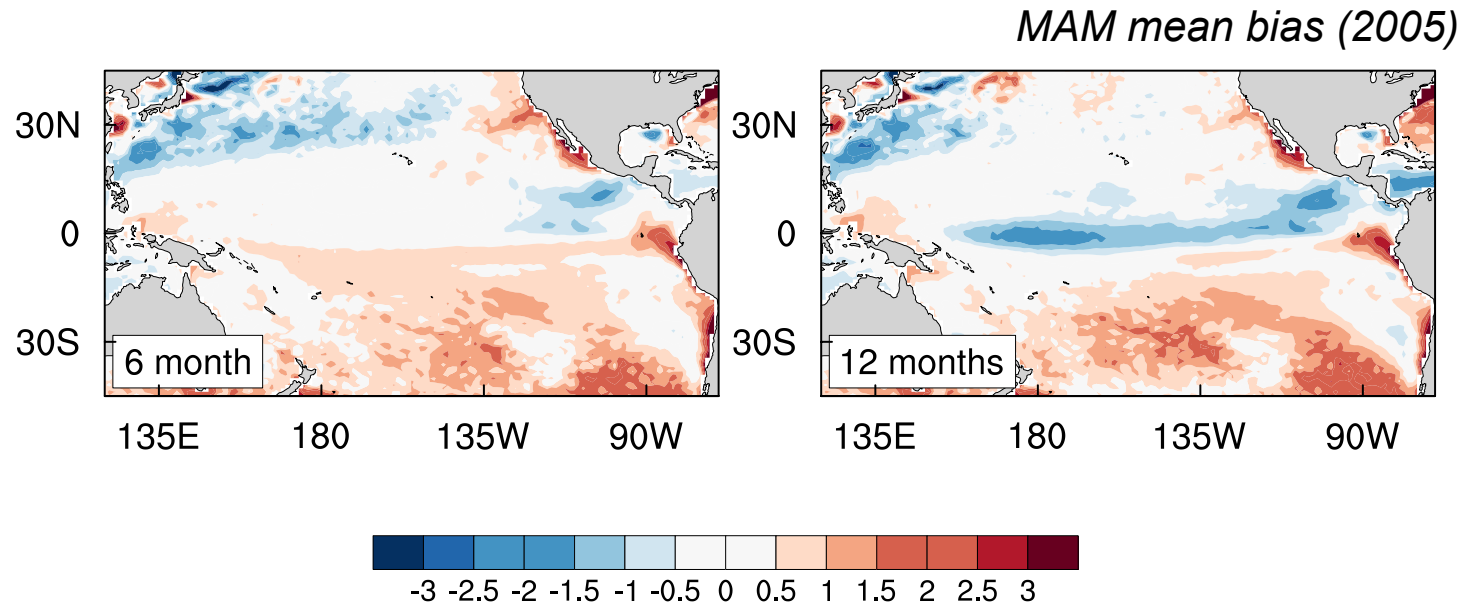 MAM mean bias (2005)
30N
0
30S
6 month
135E 180 135W 90W
30N
0
30S
12 months
135E 180 135W 90W
-3 -2.5 -2 -1.5 -1 -0.5 0 0.5 1 1.5 2 2.5 3